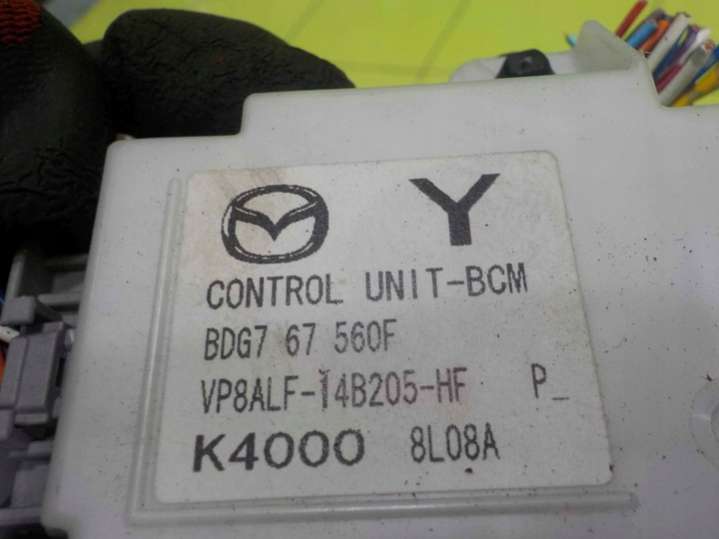 Y
CONTROL UNIT-BCM
BDG7 67 560F
VP8ALF-14B205-HF P_
K4000 8L08A